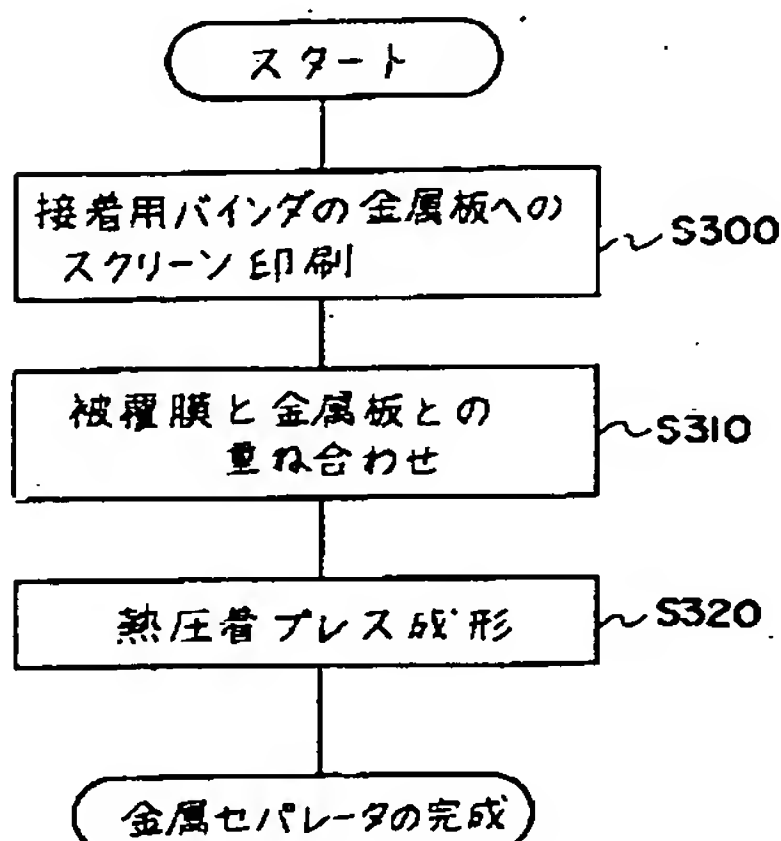 スタート
接着用バインダの金属板への
スクリーン印刷
S300
被覆膜と金属板との
重ね合わせ
S310
熱圧着プレス成形
S320
金属セパレータの完成